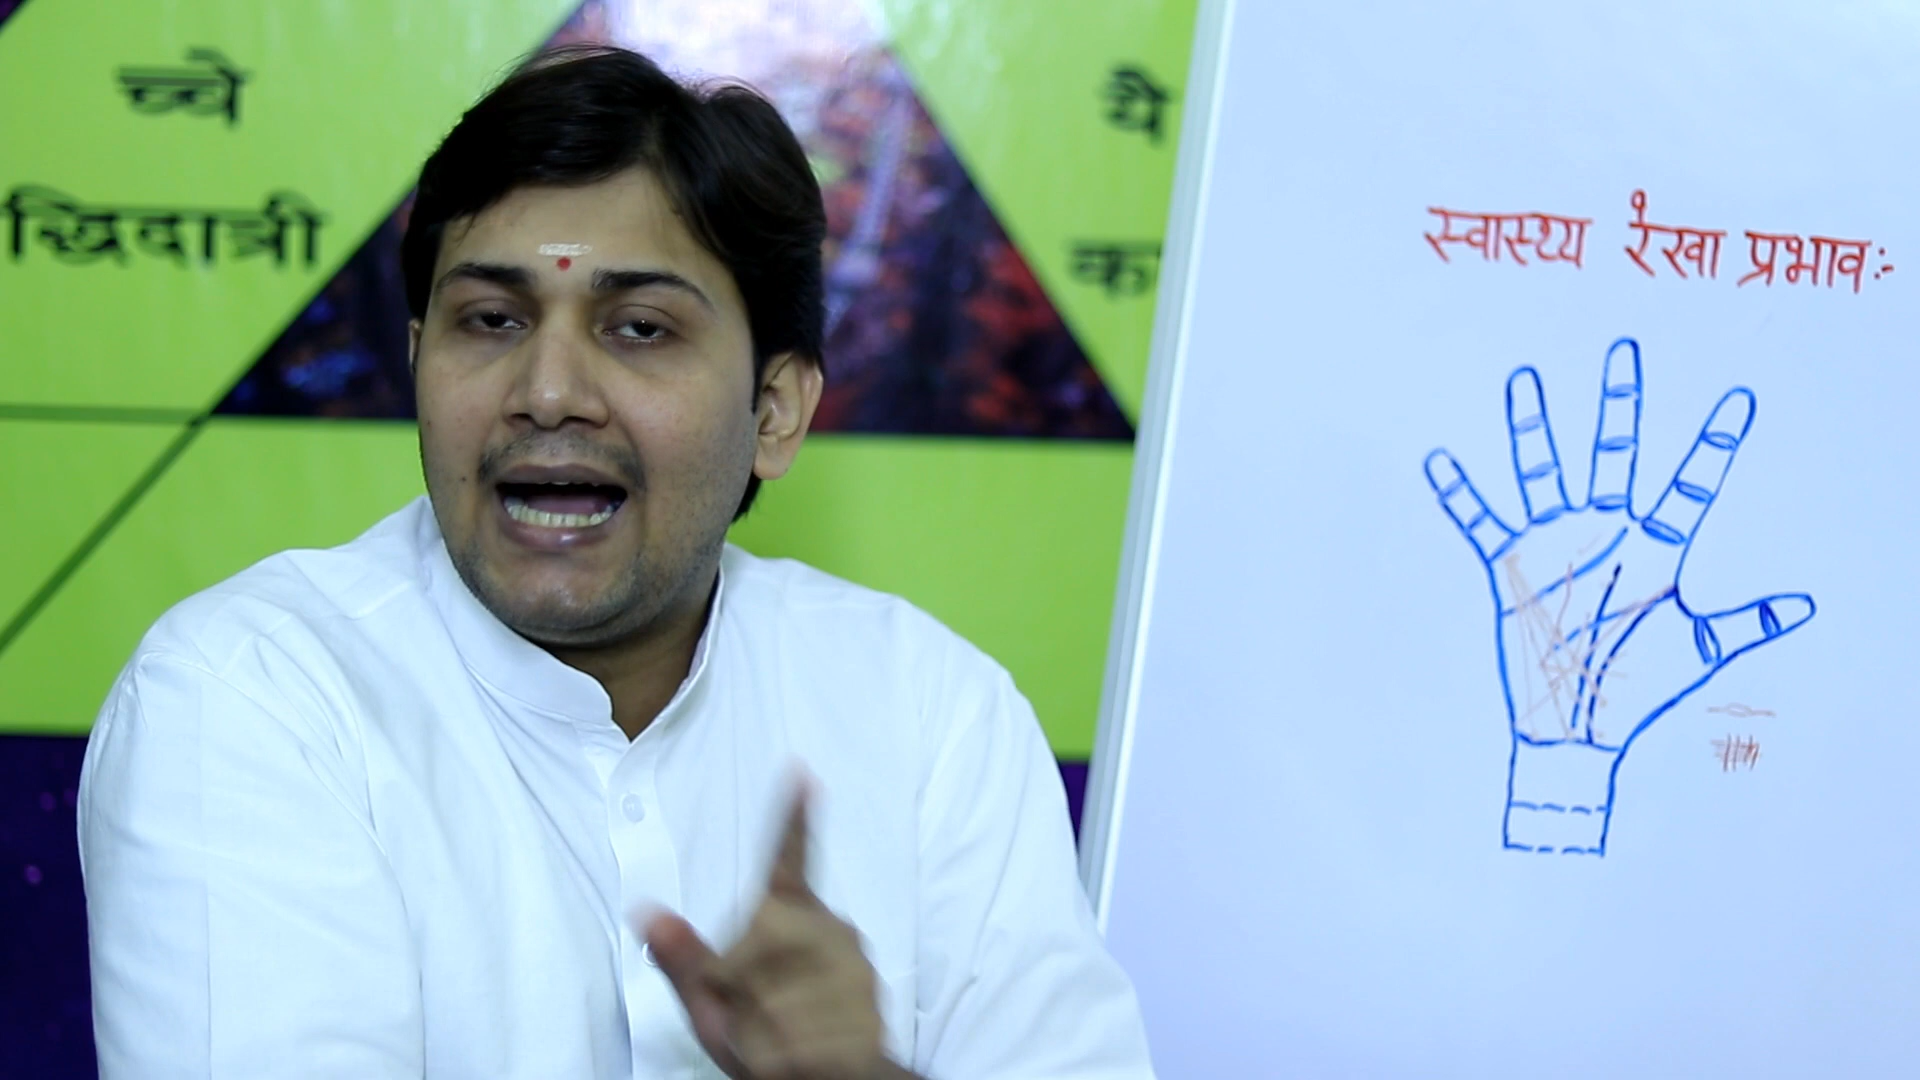 च्चे
यै
द्धिदात्री
का
स्वास्थ्य रेखा प्रभाव:-